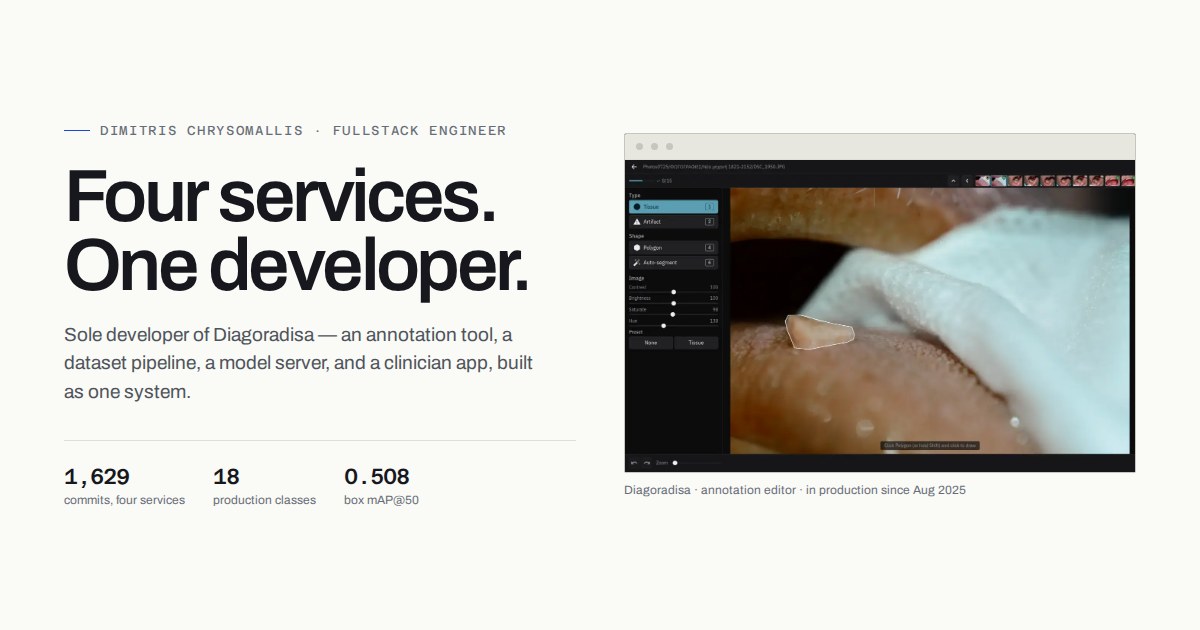 DIMITRIS CHRYSOMALLIS · FULLSTACK ENGINEER
Four services.
One developer.
Sole developer of Diagoradisa — an annotation tool, a
dataset pipeline, a model server, and a clinician app, built
as one system.
1,629
commits, four services
18
production classes
0.508
box mAP@50
Type
Tissue
Artifact
Shape
Polygon
Auto-segment
Image
Contrast
Brightness
Saturate
Hue
Preset
None Tissue
Zoom
Diagoradisa · annotation editor · in production since Aug 2025